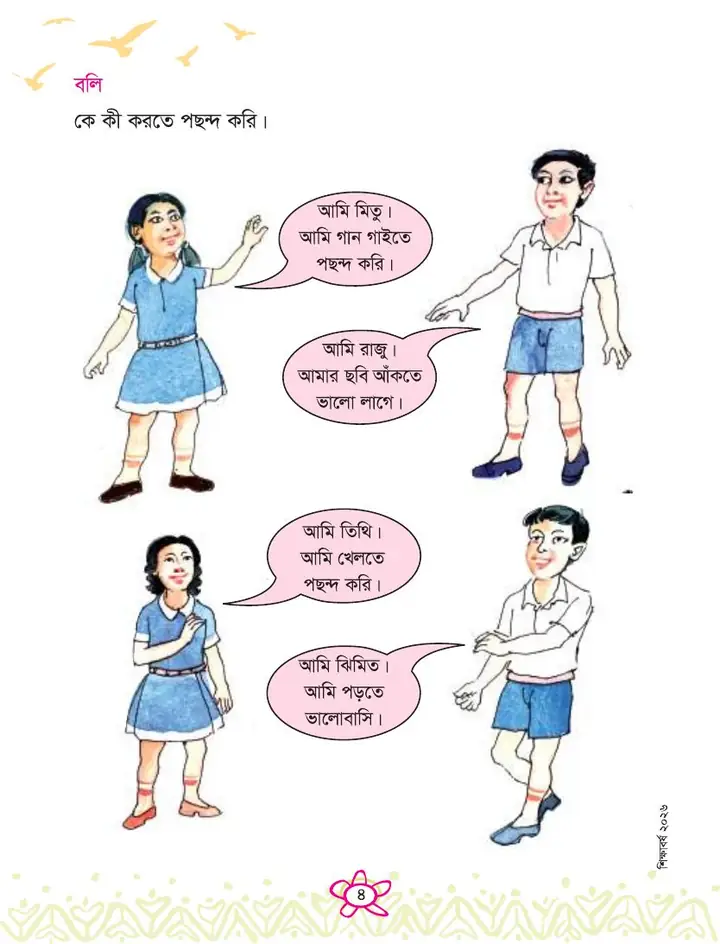 বলি
কে কী করতে পছন্দ করি।
আমি মিতু।
আমি গান গাইতে
পছন্দ করি।
আমি রাজু।
আমার ছবি আঁকতে
ভালো লাগে।
আমি তিথি।
আমি খেলতে
পছন্দ করি।
আমি ঝিমিত।
আমি পড়তে
ভালোবাসি।
শিক্ষাবর্ষ ২০২৬
৪